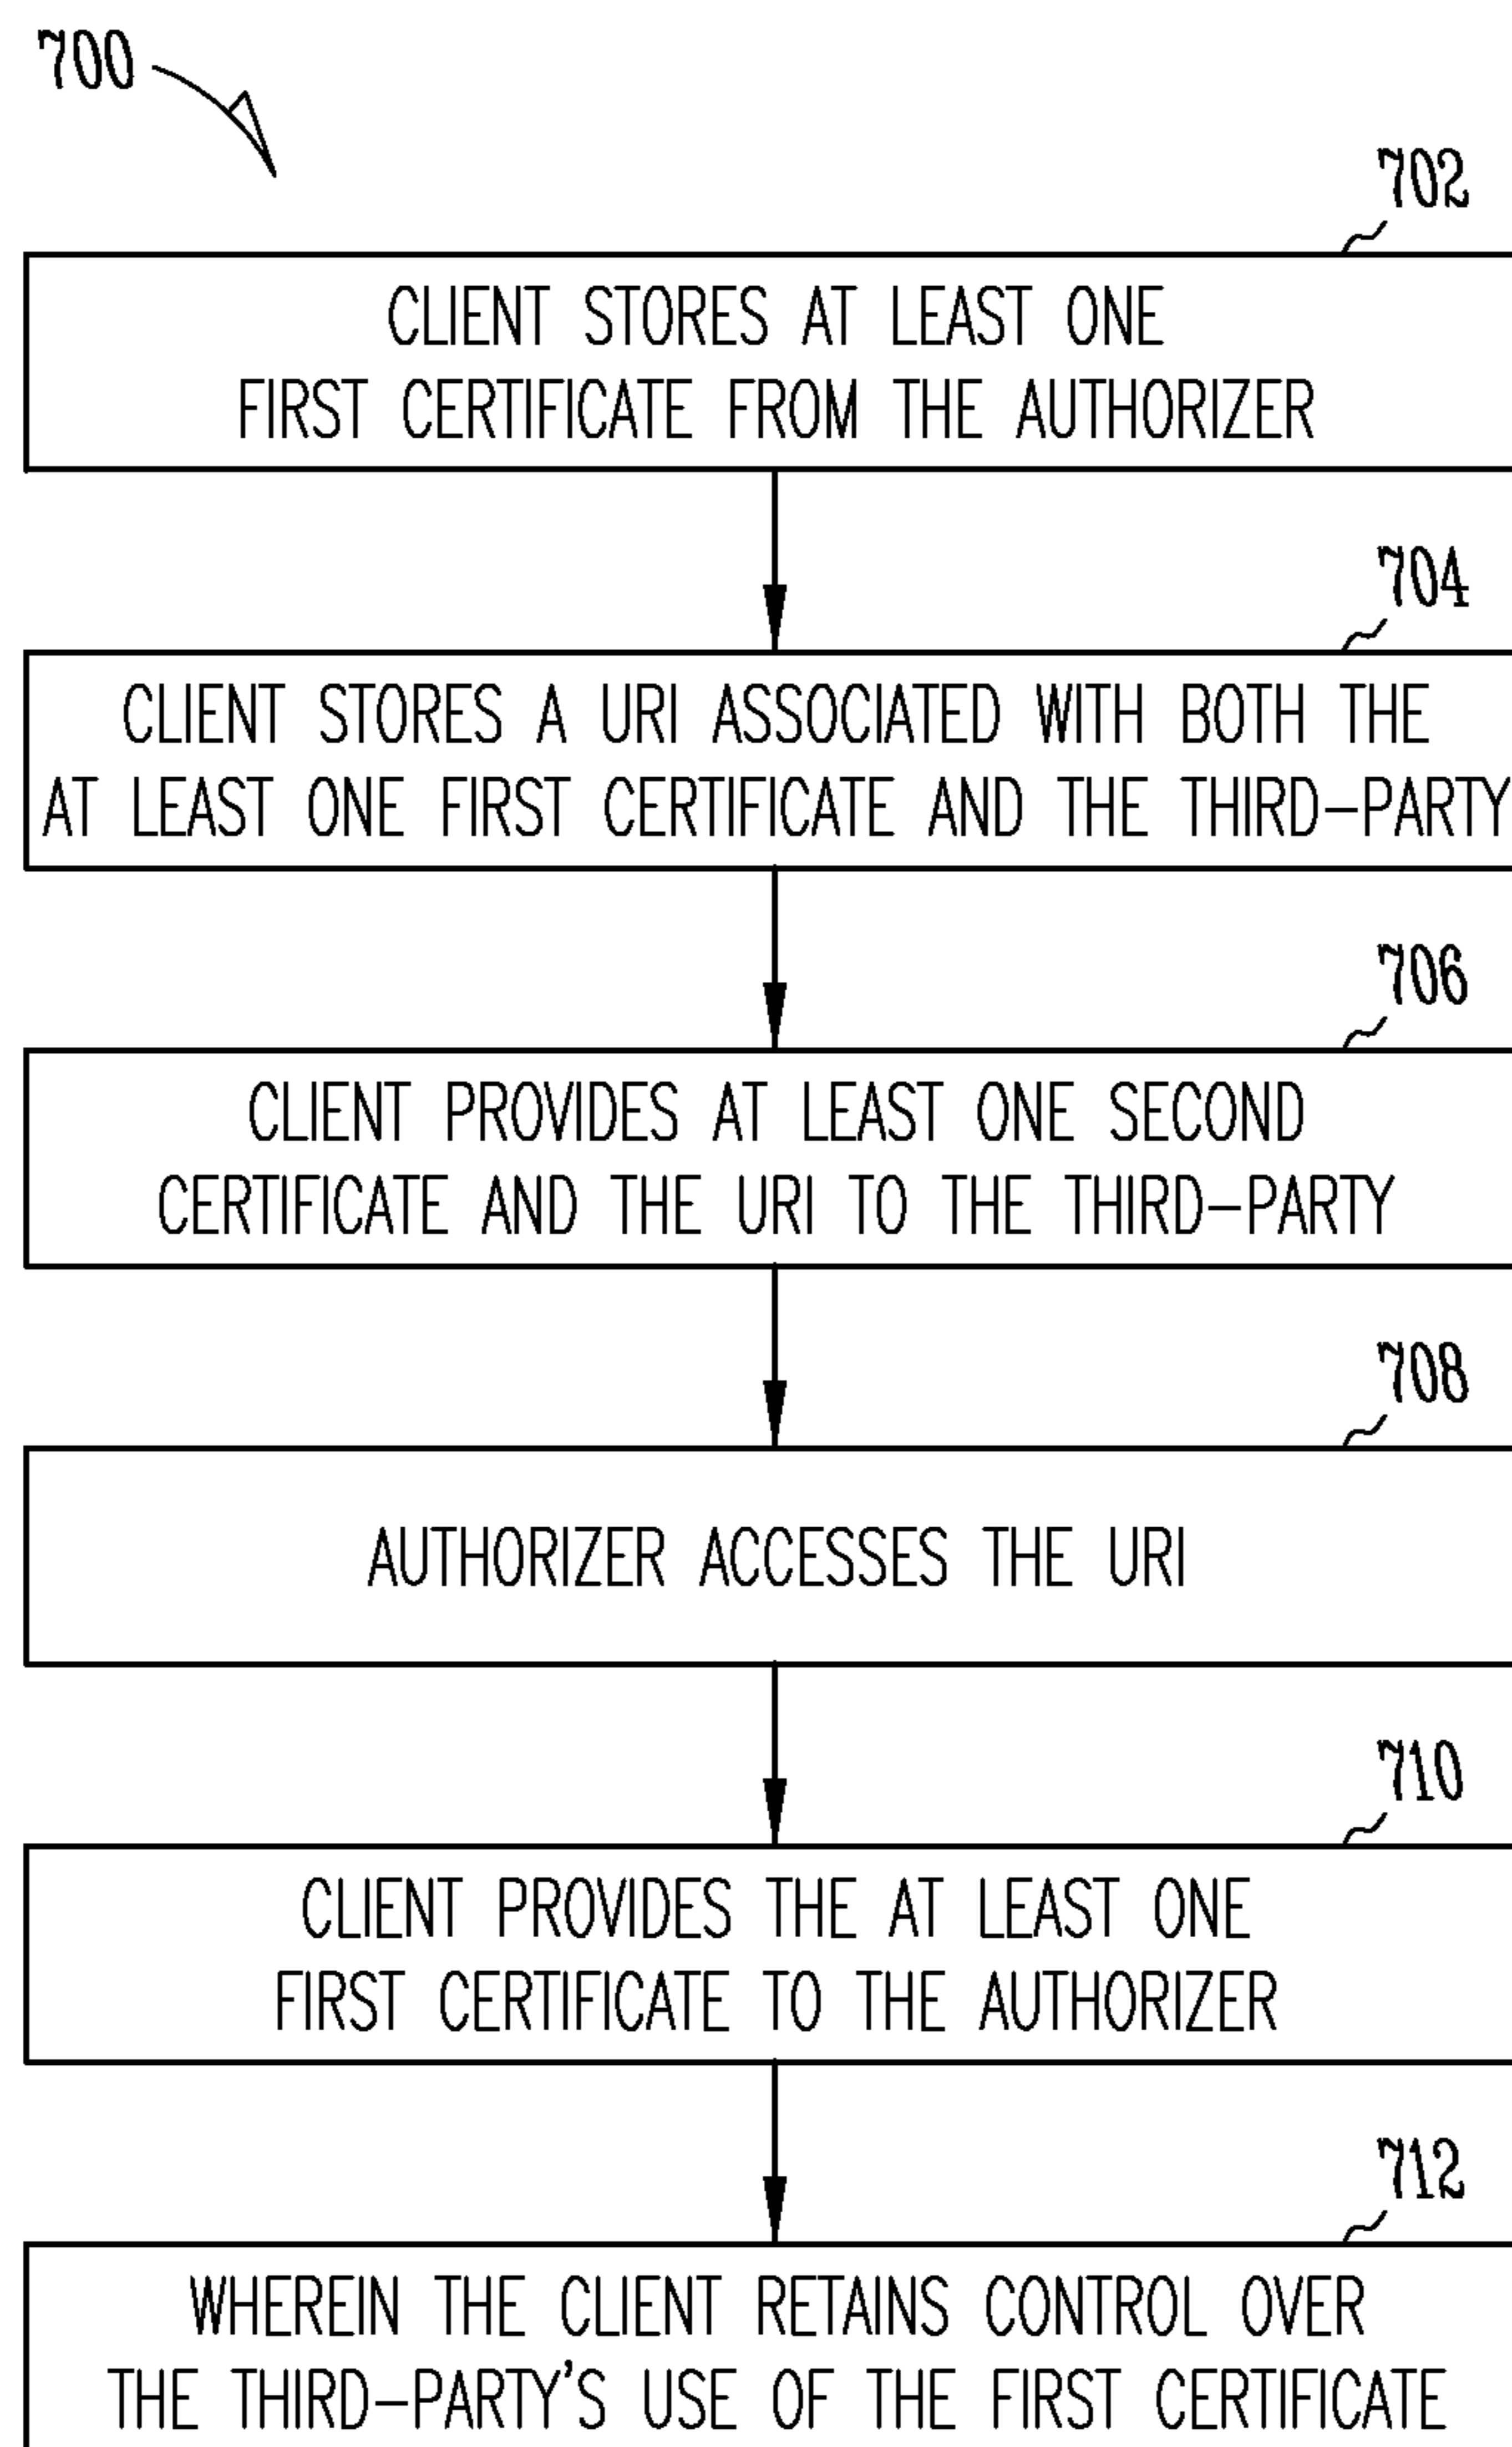 700
702
CLIENT STORES AT LEAST ONE
FIRST CERTIFICATE FROM THE AUTHORIZER
704
CLIENT STORES A URI ASSOCIATED WITH BOTH THE
AT LEAST ONE FIRST CERTIFICATE AND THE THIRD-PARTY
706
CLIENT PROVIDES AT LEAST ONE SECOND
CERTIFICATE AND THE URI TO THE THIRD-PARTY
708
AUTHORIZER ACCESSES THE URI
710
CLIENT PROVIDES THE AT LEAST ONE
FIRST CERTIFICATE TO THE AUTHORIZER
712
WHEREIN THE CLIENT RETAINS CONTROL OVER
THE THIRD-PARTY'S USE OF THE FIRST CERTIFICATE